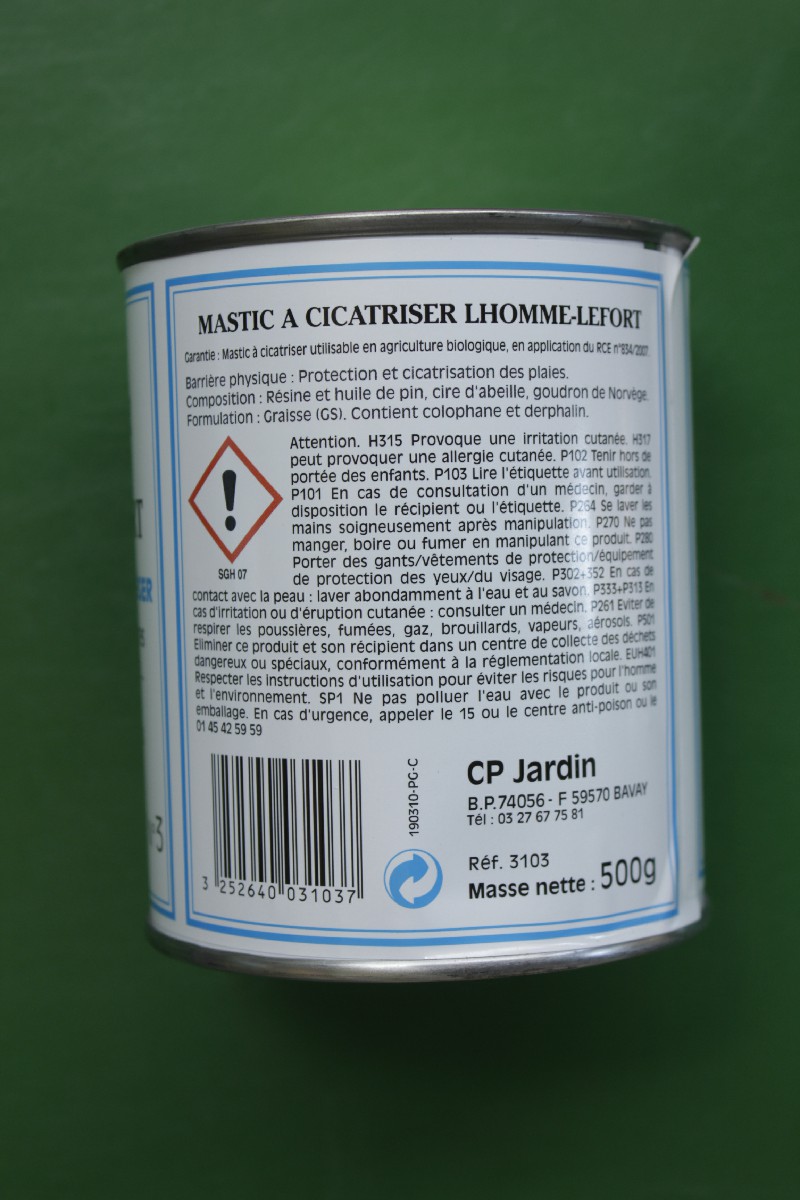 MASTIC A CICATRISER LHOMME-LEFORT
Garantie : Mastic à cicatriser utilisable en agriculture biologique, en application du RCE n°834/2007
Barrière physique : Protection et cicatrisation des plaies.
Composition : Résine et huile de pin, cire d'abeille, goudron de Norvège.
Formulation : Graisse (GS). Contient colophane et derphalin.
Attention. H315 Provoque une irritation cutanée. H317
peut provoquer une allergie cutanée. P102 Tenir hors de
portée des enfants. P103 Lire l'étiquette avant utilisation.
P101 En cas de consultation d'un médecin, garder à
disposition le récipient ou l'étiquette. P264 Se laver les
mains soigneusement après manipulation. P270 Ne pas
manger, boire ou fumer en manipulant ce produit. P280
Porter des gants/vêtements de protection/équipement
de protection des yeux/du visage. P302+352 En cas de
SGH 07
contact avec la peau : laver abondamment à l'eau et au savon. P333+P313 En
cas d'irritation ou d'éruption cutanée : consulter un médecin. P261 Eviter de
respirer les poussières, fumées, gaz, brouillards, vapeurs, aérosols. P501
Eliminer ce produit et son récipient dans un centre de collecte des déchets
dangereux ou spéciaux, conformément à la réglementation locale. EUH401
Respecter les instructions d'utilisation pour éviter les risques pour l'homme
et l'environnement. SP1 Ne pas polluer l'eau avec le produit ou son
emballage. En cas d'urgence, appeler le 15 ou le centre anti-poison ou le
01 45 42 59 59
190310-PG-C
CP Jardin
B.P.74056 - F 59570 BAVAY
Tél : 03 27 67 75 81
Réf. 3103
Masse nette : 500g
3 252640 031037